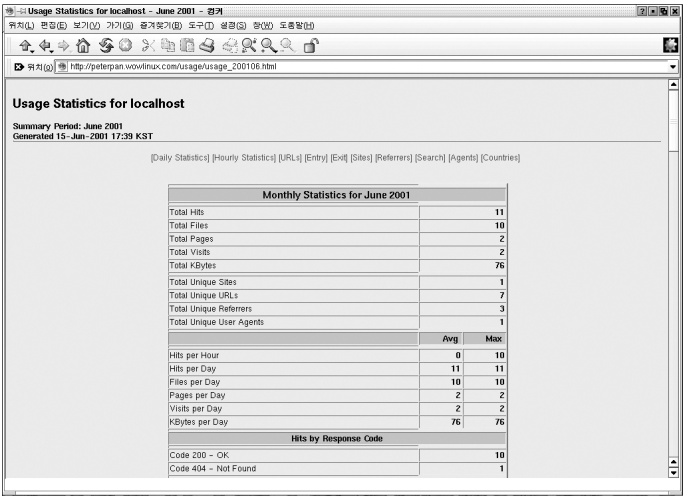 Usage Statistics for localhost - June 2001 - 컹커
위치(L) 편집(E) 보기(V) 가기(G) 즐겨찾기(B) 도구(T) 설정(S) 창(W) 도움말(H)
위치(o) http://peterpan.wowlinux.com/usage/usage_200106.html
Usage Statistics for localhost
Summary Period: June 2001
Generated 15-Jun-2001 17:39 KST
[Daily Statistics] [Hourly Statistics] [URLs] [Entry] [Exit] [Sites] [Referrers] [Search] [Agents] [Countries]
Monthly Statistics for June 2001
Total Hits 11
Total Files 10
Total Pages 2
Total Visits 2
Total KBytes 76
Total Unique Sites 1
Total Unique URLs 7
Total Unique Referrers 3
Total Unique User Agents 1
Avg Max
Hits per Hour 0 10
Hits per Day 11 11
Files per Day 10 10
Pages per Day 2 2
Visits per Day 2 2
KBytes per Day 76 76
Hits by Response Code
Code 200 - OK 10
Code 404 - Not Found 1